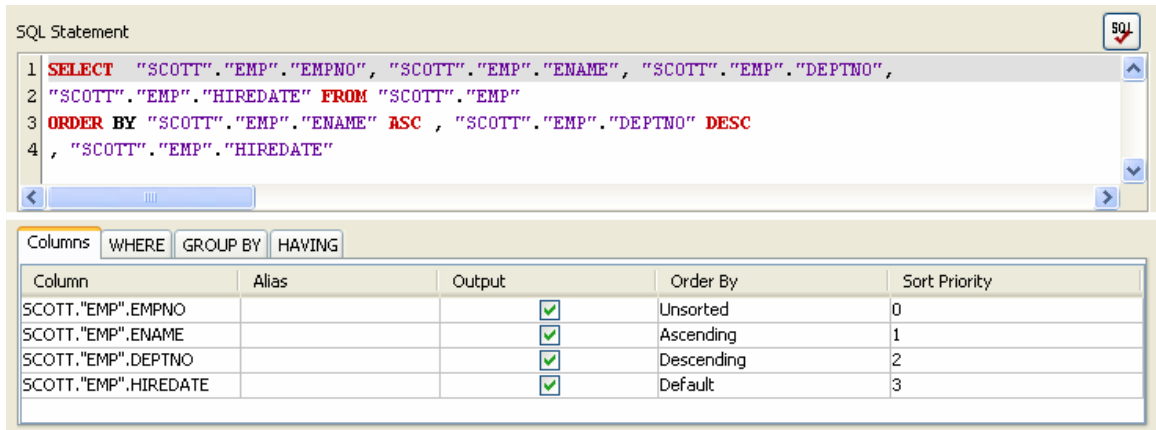 SQL Statement
SQL
1 SELECT "SCOTT"."EMP"."EMPNO", "SCOTT"."EMP"."ENAME", "SCOTT"."EMP"."DEPTNO",
2 "SCOTT"."EMP"."HIREDATE" FROM "SCOTT"."EMP"
3 ORDER BY "SCOTT"."EMP"."ENAME" ASC , "SCOTT"."EMP"."DEPTNO" DESC
4 , "SCOTT"."EMP"."HIREDATE"
Columns WHERE GROUP BY HAVING
Column Alias Output Order By Sort Priority
SCOTT."EMP".EMPNO Unsorted 0
SCOTT."EMP".ENAME Ascending 1
SCOTT."EMP".DEPTNO Descending 2
SCOTT."EMP".HIREDATE Default 3